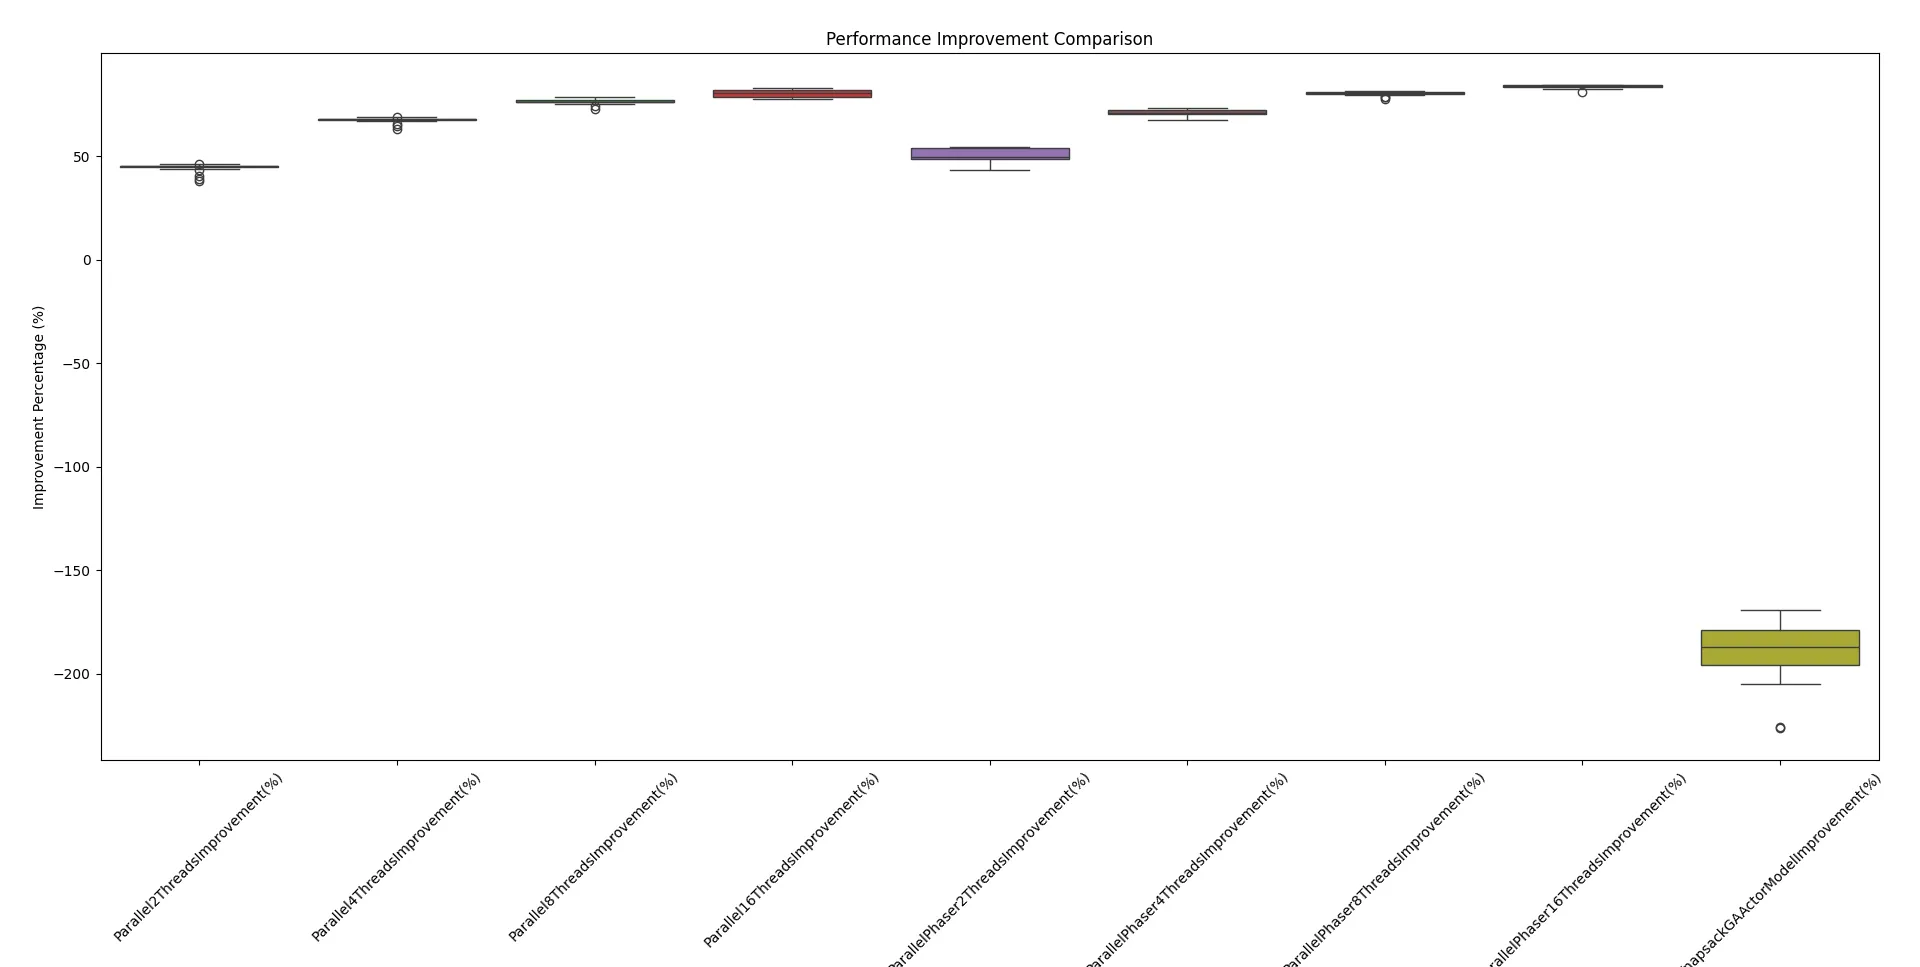 Performance Improvement Comparison
Improvement Percentage (%)
50
0
−50
−100
−150
−200
Parallel2ThreadsImprovement(%)
Parallel4ThreadsImprovement(%)
Parallel8ThreadsImprovement(%)
Parallel16ThreadsImprovement(%)
ParallelPhaser2ThreadsImprovement(%)
ParallelPhaser4ThreadsImprovement(%)
ParallelPhaser8ThreadsImprovement(%)
rallelPhaser16ThreadsImprovement(%)
napsackGAActorModelImprovement(%)